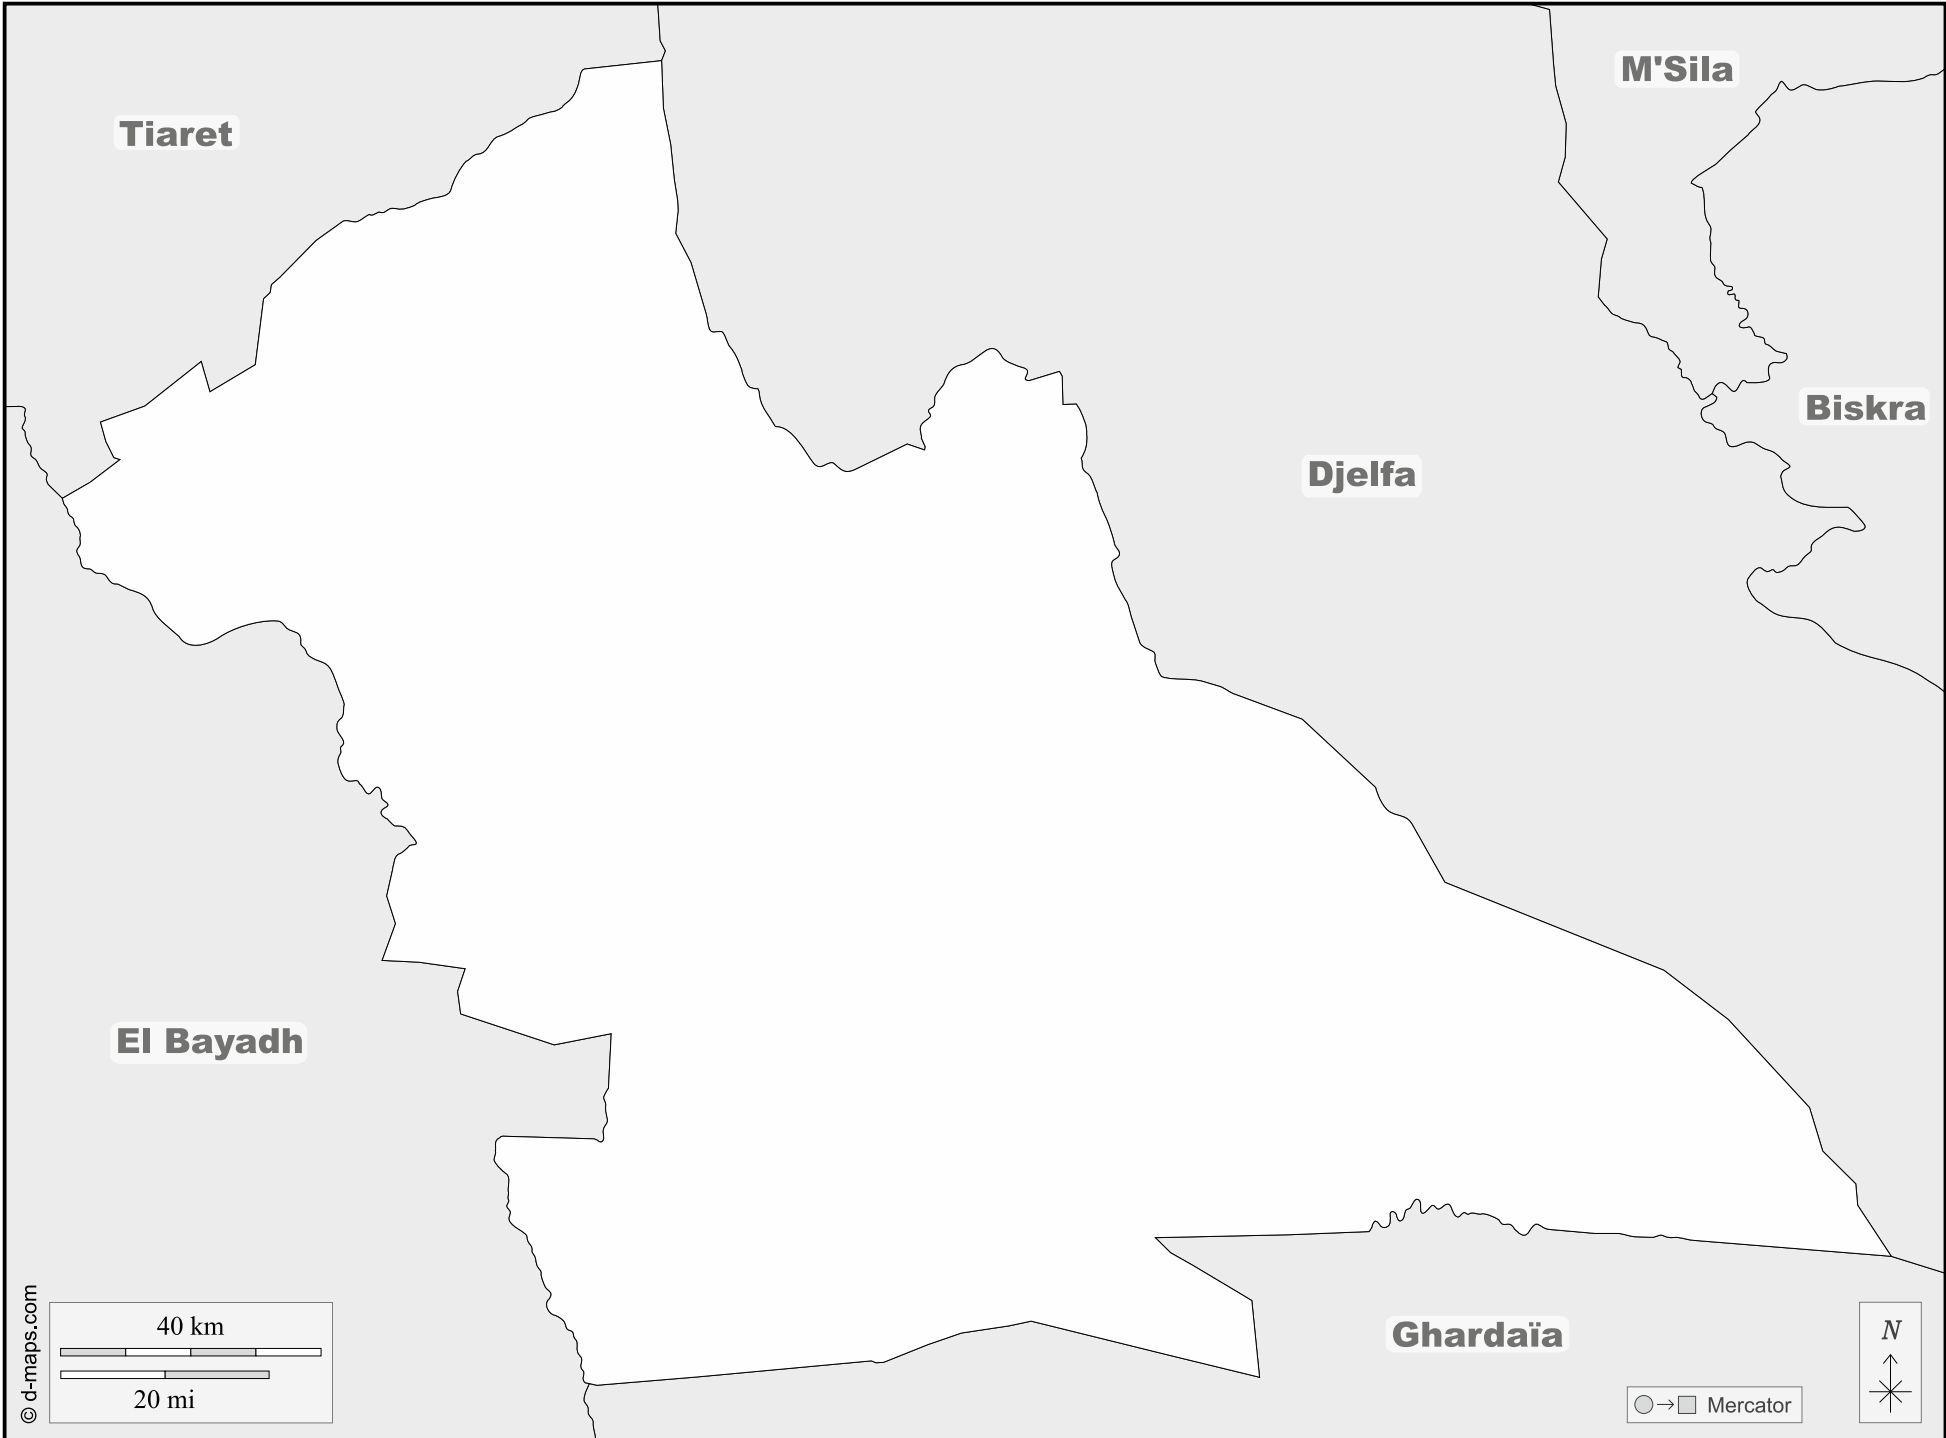 M'Sila
Tiaret
Biskra
Djelfa
El Bayadh
Ghardaïa
40 km
20 mi
© d-maps.com
Mercator
N